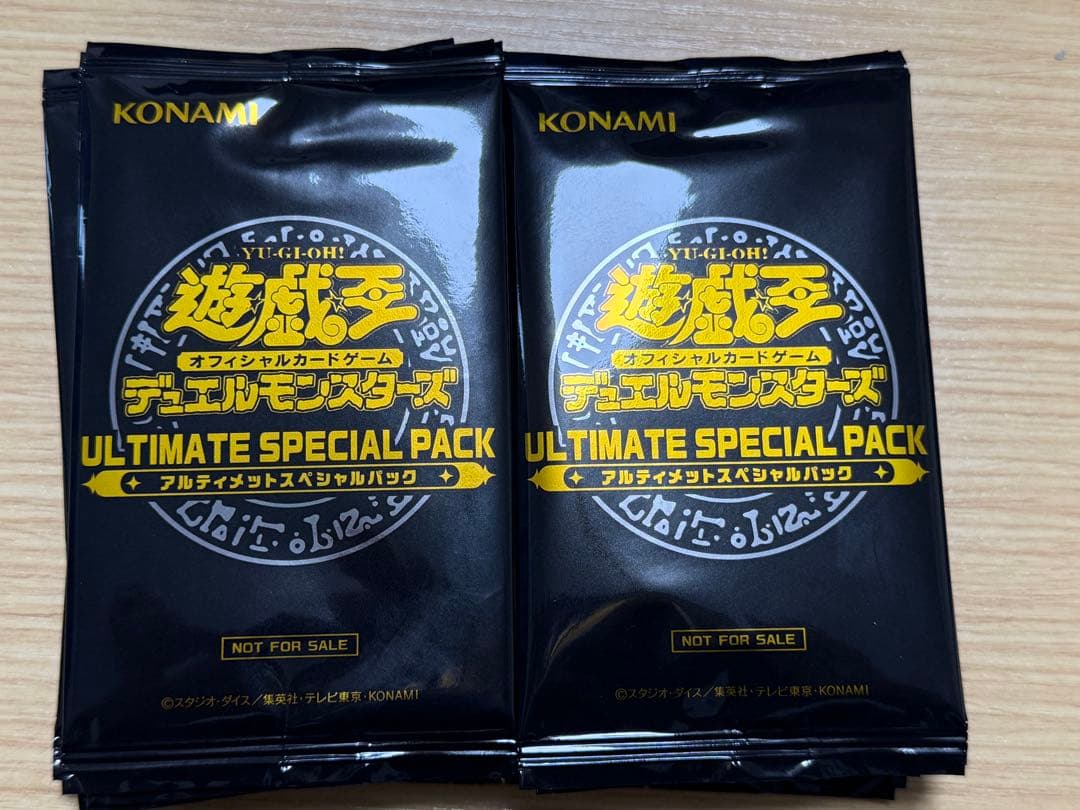 KONAMI
YU-GI-OH!
遊戯王
オフィシャルカードゲーム
デュエルモンスターズ
ULTIMATE SPECIAL PACK
アルティメットスペシャルパック
NOT FOR SALE
©スタジオ・ダイス／集英社・テレビ東京・KONAMI
KONAMI
YU-GI-OH!
遊戯王
オフィシャルカードゲーム
デュエルモンスターズ
ULTIMATE SPECIAL PACK
アルティメットスペシャルパック
NOT FOR SALE
©スタジオ・ダイス／集英社・テレビ東京・KONAMI